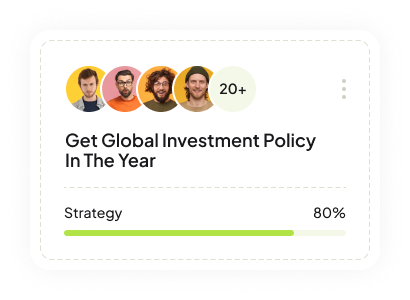 20+
Get Global Investment Policy
In The Year
Strategy 80%